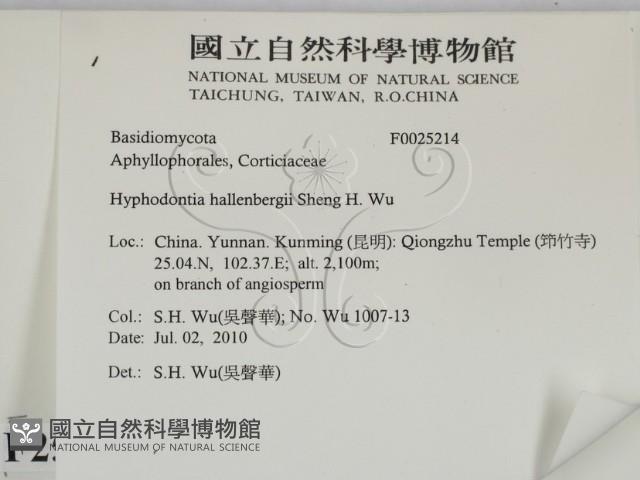 國立自然科學博物館
NATIONAL MUSEUM OF NATURAL SCIENCE
TAICHUNG, TAIWAN, R.O.CHINA
Basidiomycota F0025214
Aphyllophorales, Corticiaceae
Hyphodontia hallenbergii Sheng H. Wu
Loc.: China. Yunnan. Kunming (昆明): Qiongzhu Temple (筇竹寺)
25.04.N, 102.37.E; alt. 2,100m;
on branch of angiosperm
Col.: S.H. Wu(吳聲華); No. Wu 1007-13
Date: Jul. 02, 2010
Det.: S.H. Wu(吳聲華)
國立自然科學博物館
NATIONAL MUSEUM OF NATURAL SCIENCE